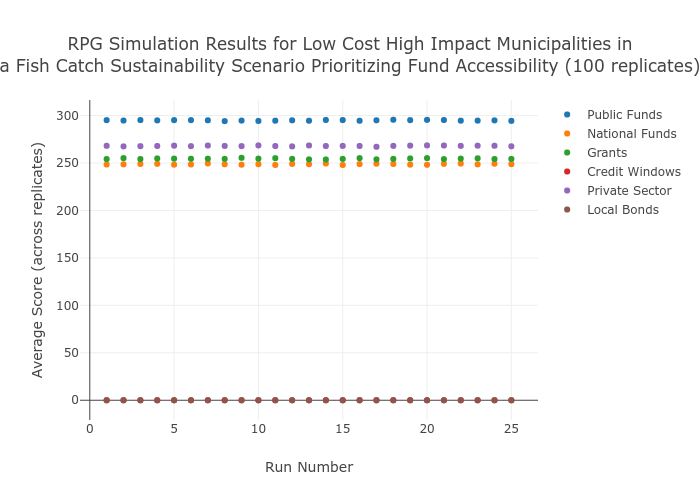 RPG Simulation Results for Low Cost High Impact Municipalities in
a Fish Catch Sustainability Scenario Prioritizing Fund Accessibility (100 replicates)
Average Score (across replicates)
300
250
200
150
100
50
0
0
5
10
15
20
25
Run Number
Public Funds
National Funds
Grants
Credit Windows
Private Sector
Local Bonds